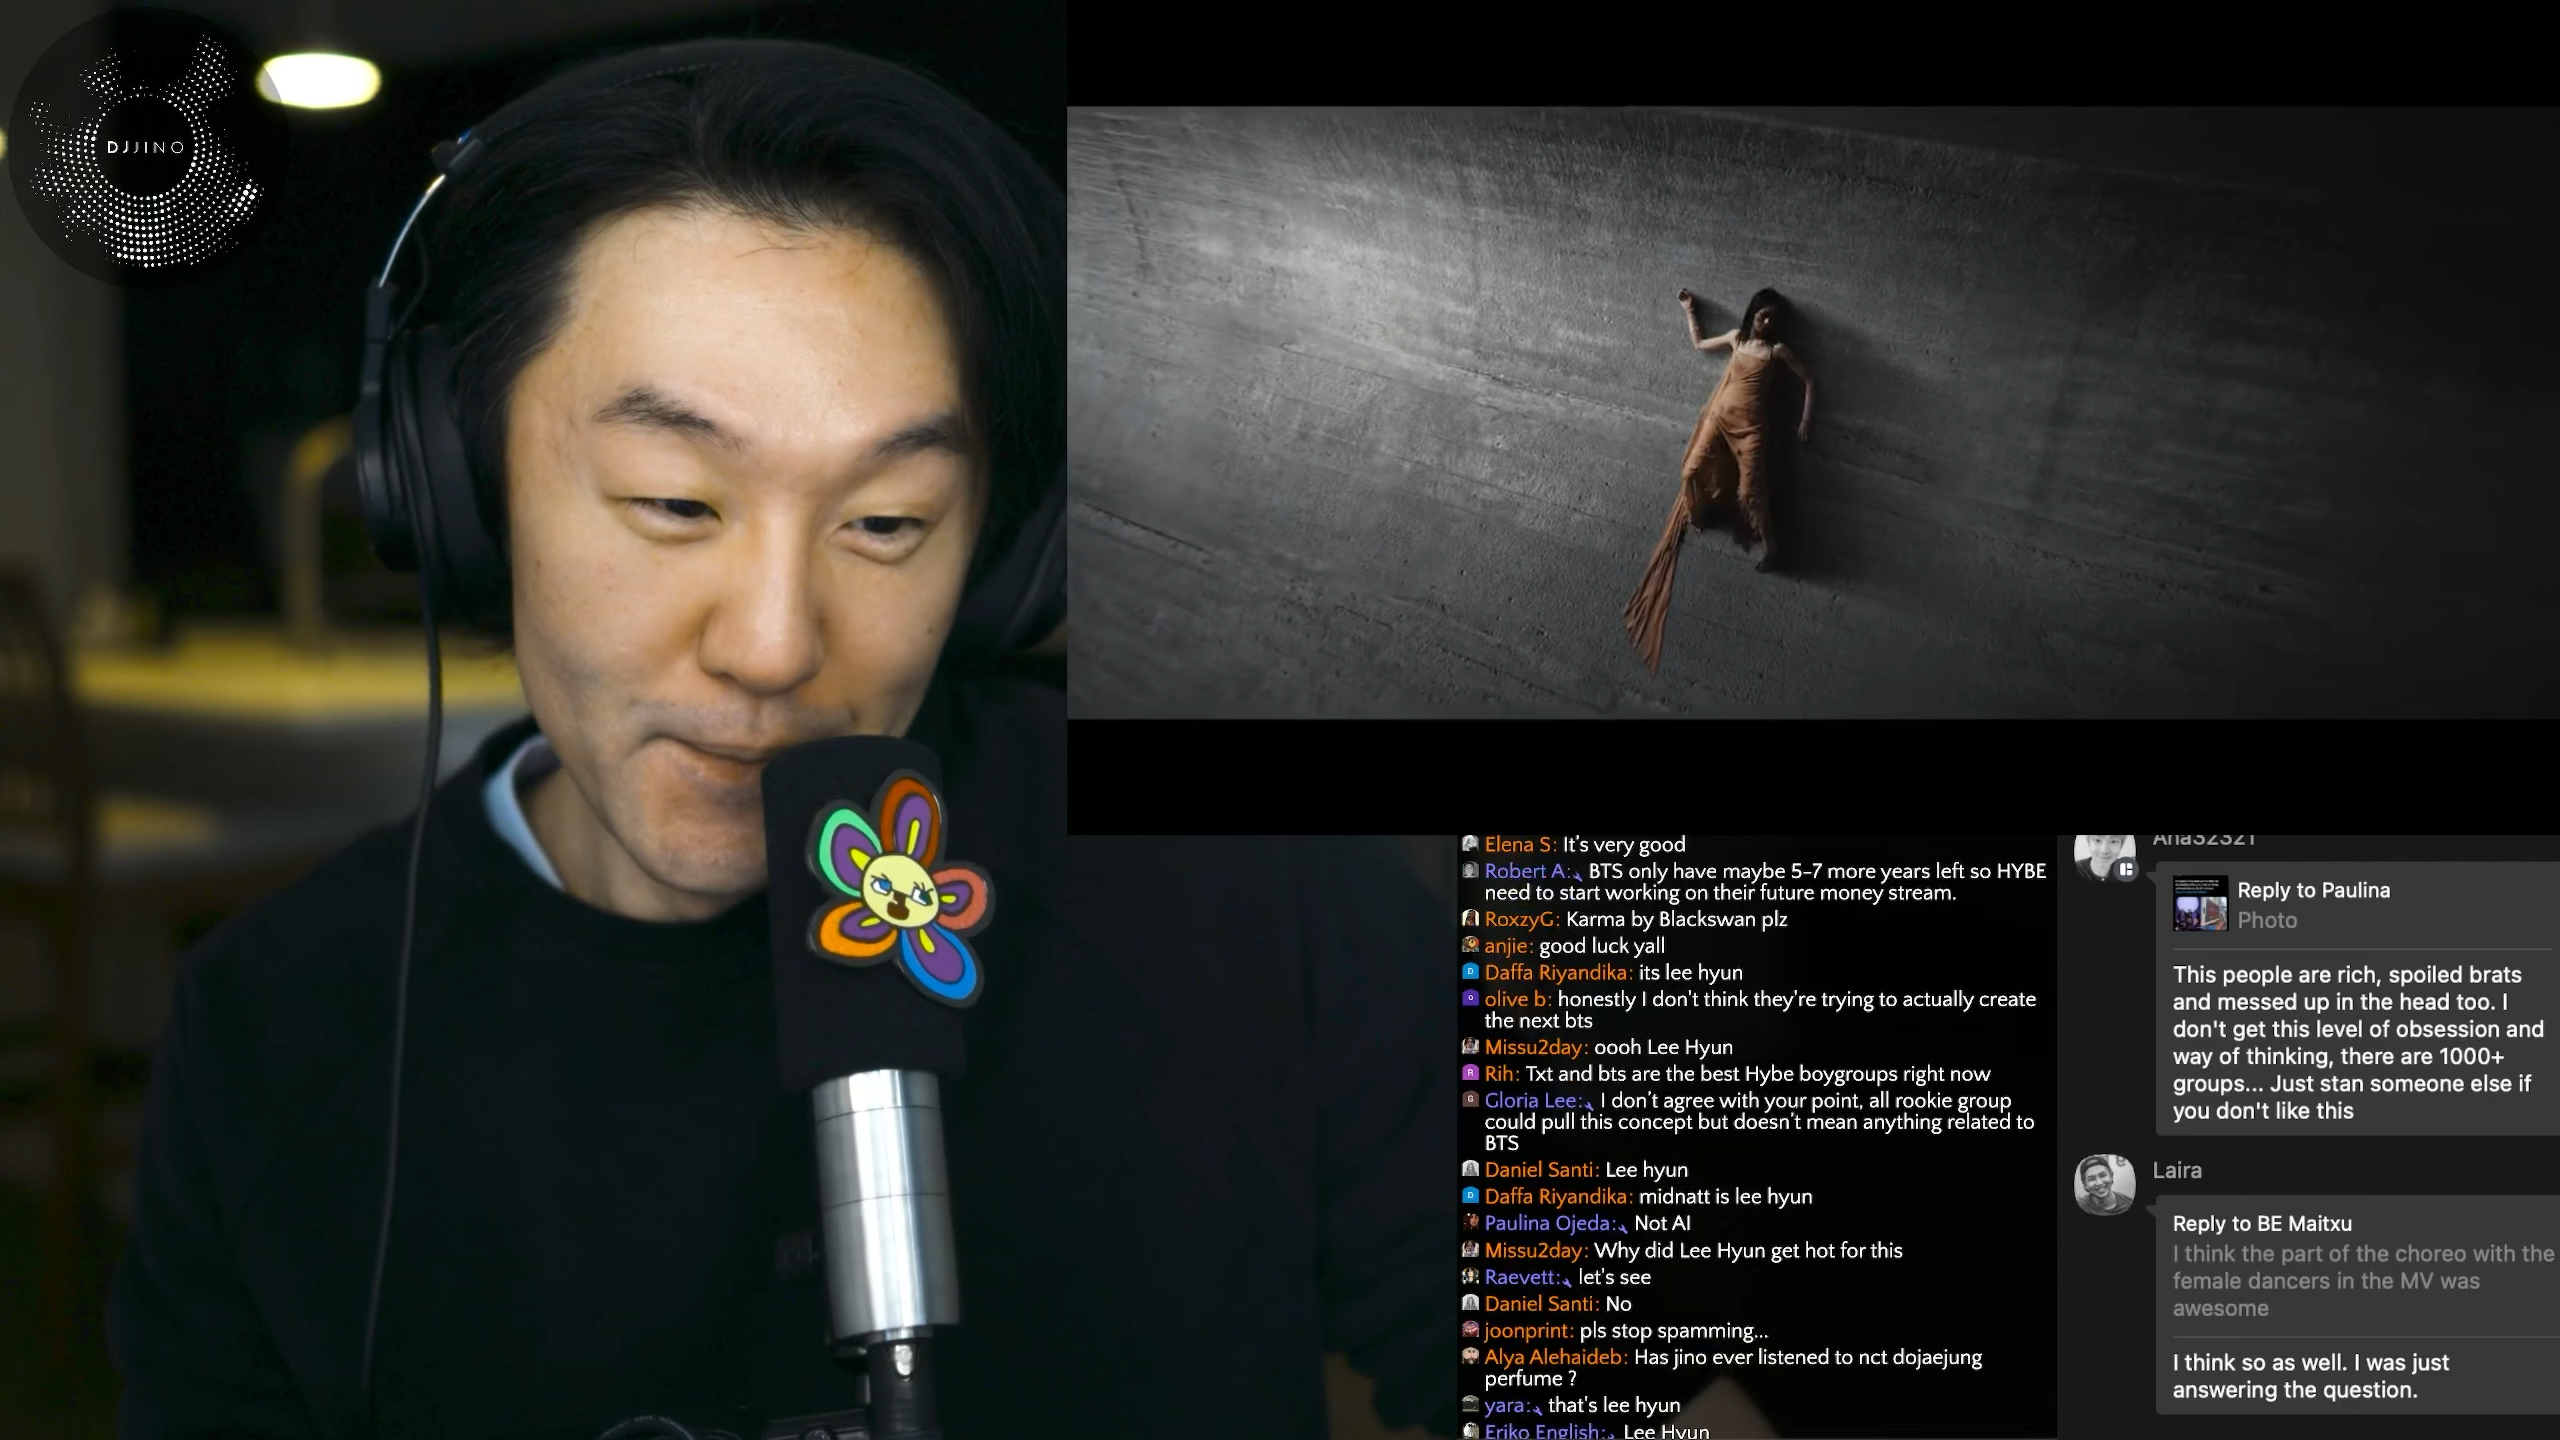 DJJINO
Elena S: It's very good
Robert A: BTS only have maybe 5-7 more years left so HYBE
need to start working on their future money stream.
RoxzyG: Karma by Blackswan plz
anjie: good luck yall
Daffa Riyandika: its lee hyun
olive b: honestly I don't think they're trying to actually create
the next bts
Missu2day: oooh Lee Hyun
Rih: Txt and bts are the best Hybe boygroups right now
Gloria Lee: I don't agree with your point, all rookie group
could pull this concept but doesn't mean anything related to
BTS
Daniel Santi: Lee hyun
Daffa Riyandika: midnatt is lee hyun
Paulina Ojeda: Not AI
Missu2day: Why did Lee Hyun get hot for this
Raevett: let's see
Daniel Santi: No
joonprint: pls stop spamming...
Alya Alehaideb: Has jino ever listened to nct dojaejung
perfume ?
yara: that's lee hyun
Eriko English: Lee Hyun
Ana32321
Reply to Paulina
Photo
This people are rich, spoiled brats
and messed up in the head too. I
don't get this level of obsession and
way of thinking, there are 1000+
groups... Just stan someone else if
you don't like this
Laira
Reply to BE Maitxu
I think the part of the choreo with the
female dancers in the MV was
awesome
I think so as well. I was just
answering the question.